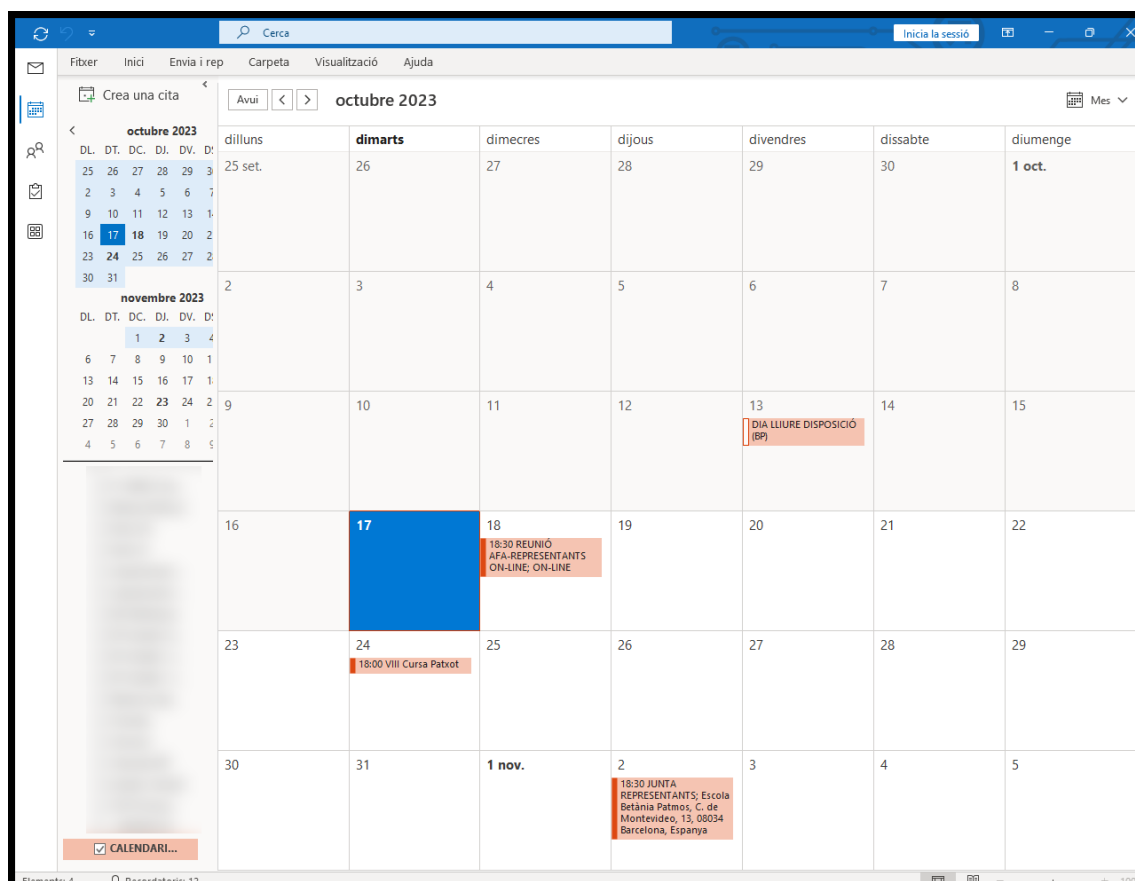 Cerca
Inicia la sessió
Fitxer Inici Envia i rep Carpeta Visualització Ajuda
Crea una cita
Avui octubre 2023 Mes
octubre 2023
DL. DT. DC. DJ. DV.
25 26 27 28 29
2 3 4 5 6 7
9 10 11 12 13
16 17 18 19 20
23 24 25 26 27
30 31
novembre 2023
DL. DT. DC. DJ. DV.
1 2 3 4
6 7 8 9 10
13 14 15 16 17
20 21 22 23 24
27 28 29 30 1 2
4 5 6 7 8 9
CALENDARI...
dilluns dimarts dimecres dijous divendres dissabte diumenge
25 set. 26 27 28 29 30 1 oct.
2 3 4 5 6 7 8
9 10 11 12 13 14 15
DIA LLIURE DISPOSICIÓ
(BP)
16 17 18 19 20 21 22
18:30 REUNIÓ
AFA-REPRESENTANTS
ON-LINE; ON-LINE
23 24 25 26 27 28 29
18:00 VIII Cursa Patxot
30 31 1 nov. 2 3 4 5
18:30 JUNTA
REPRESENTANTS; Escola
Betània Patmos, C. de
Montevideo, 13, 08034
Barcelona, Espanya